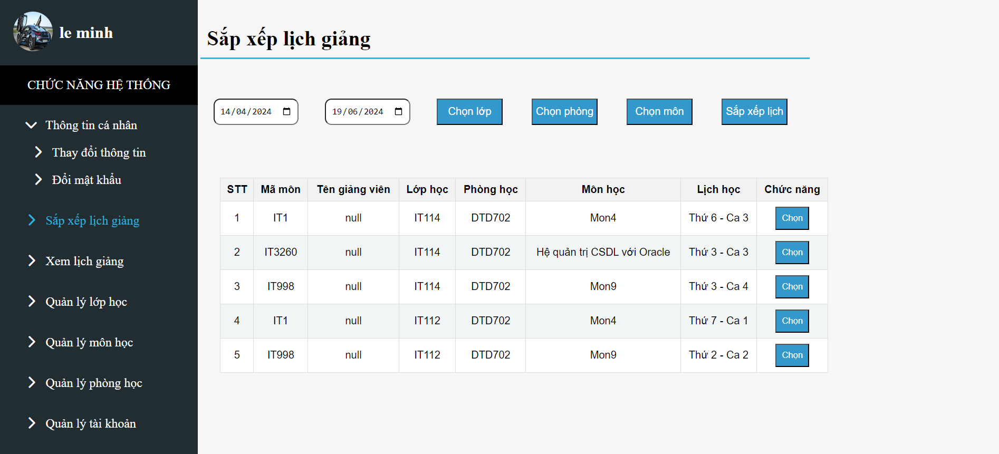 le minh
CHỨC NĂNG HỆ THỐNG
Thông tin cá nhân
Thay đổi thông tin
Đổi mật khẩu
Sắp xếp lịch giảng
Xem lịch giảng
Quản lý lớp học
Quản lý môn học
Quản lý phòng học
Quản lý tài khoản
Sắp xếp lịch giảng
14/04/2024 19/06/2024 Chọn lớp Chọn phòng Chọn môn Sắp xếp lịch
STT Mã môn Tên giảng viên Lớp học Phòng học Môn học Lịch học Chức năng
1 IT1 null IT114 DTD702 Mon4 Thứ 6 - Ca 3 Chọn
2 IT3260 null IT114 DTD702 Hệ quản trị CSDL với Oracle Thứ 3 - Ca 3 Chọn
3 IT998 null IT114 DTD702 Mon9 Thứ 3 - Ca 4 Chọn
4 IT1 null IT112 DTD702 Mon4 Thứ 7 - Ca 1 Chọn
5 IT998 null IT112 DTD702 Mon9 Thứ 2 - Ca 2 Chọn